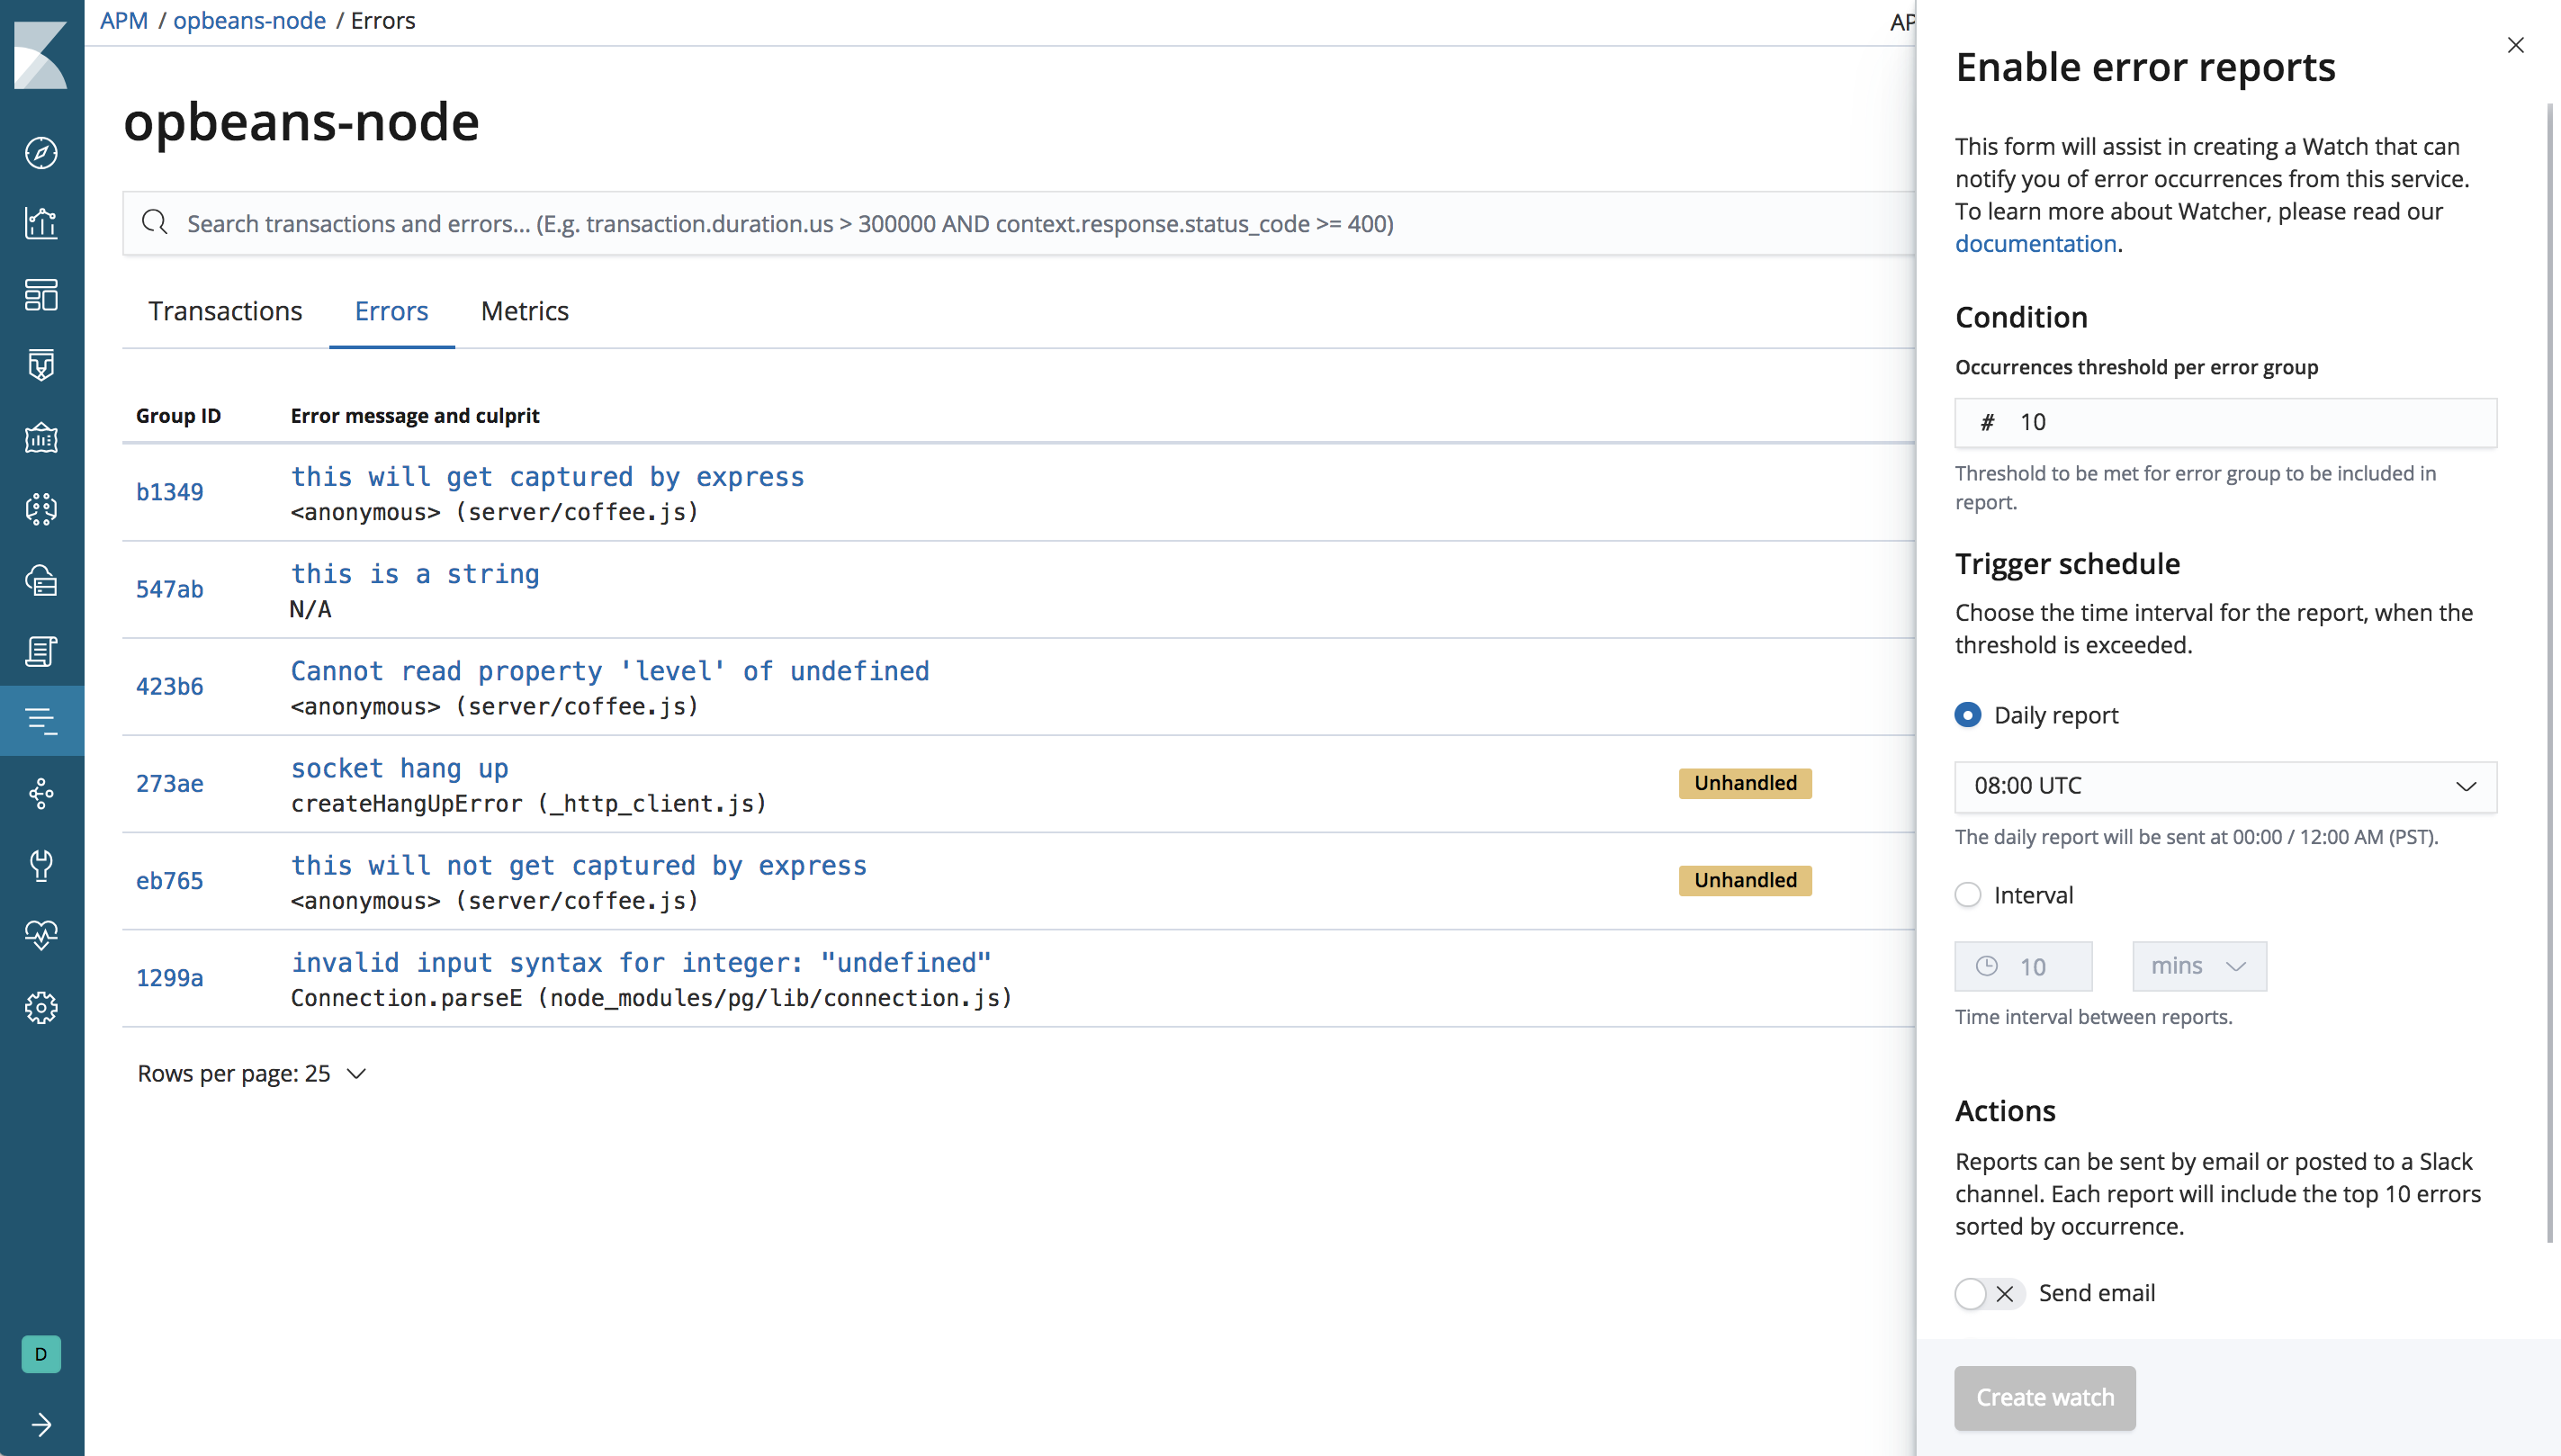 APM / opbeans-node / Errors
AP
opbeans-node
Search transactions and errors... (E.g. transaction.duration.us > 300000 AND context.response.status_code >= 400)
Transactions Errors Metrics
Group ID Error message and culprit
b1349 this will get captured by express
<anonymous> (server/coffee.js)
547ab this is a string
N/A
423b6 Cannot read property 'level' of undefined
<anonymous> (server/coffee.js)
273ae socket hang up
createHangUpError (_http_client.js)
Unhandled
eb765 this will not get captured by express
<anonymous> (server/coffee.js)
Unhandled
1299a invalid input syntax for integer: "undefined"
Connection.parseE (node_modules/pg/lib/connection.js)
Rows per page: 25
D
Enable error reports
This form will assist in creating a Watch that can
notify you of error occurrences from this service.
To learn more about Watcher, please read our
documentation.
Condition
Occurrences threshold per error group
# 10
Threshold to be met for error group to be included in
report.
Trigger schedule
Choose the time interval for the report, when the
threshold is exceeded.
Daily report
08:00 UTC
The daily report will be sent at 00:00 / 12:00 AM (PST).
Interval
10 mins
Time interval between reports.
Actions
Reports can be sent by email or posted to a Slack
channel. Each report will include the top 10 errors
sorted by occurrence.
Send email
Create watch